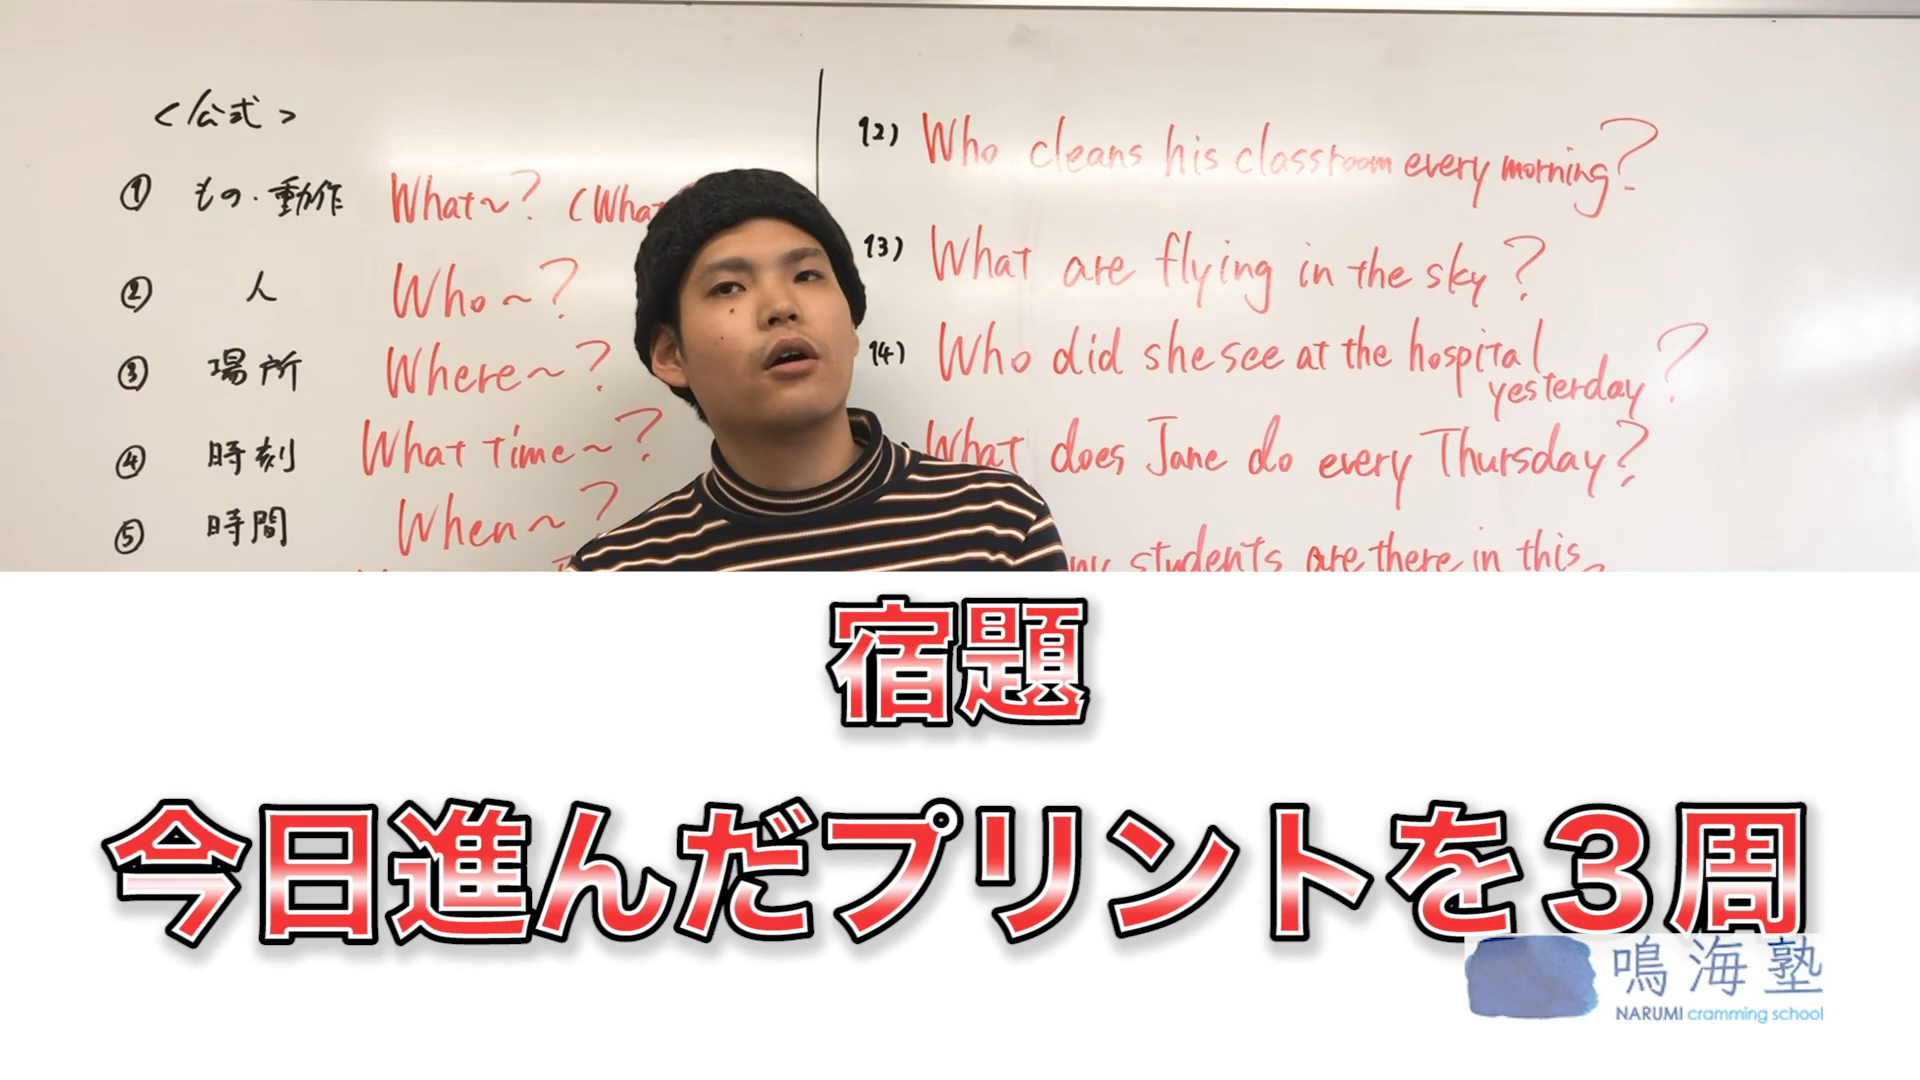 <公式>
① もの・動作 What~? (Wha
② 人 Who~?
③ 場所 Where~?
④ 時刻 What time~?
⑤ 時間 When~?
12) Who cleans his classroom every morning?
13) What are flying in the sky?
14) Who did she see at the hospital
yesterday?
What does Jane do every Thursday?
students are there in this
宿題
今日進んだプリントを3周
鳴海塾
NARUMI cramming school